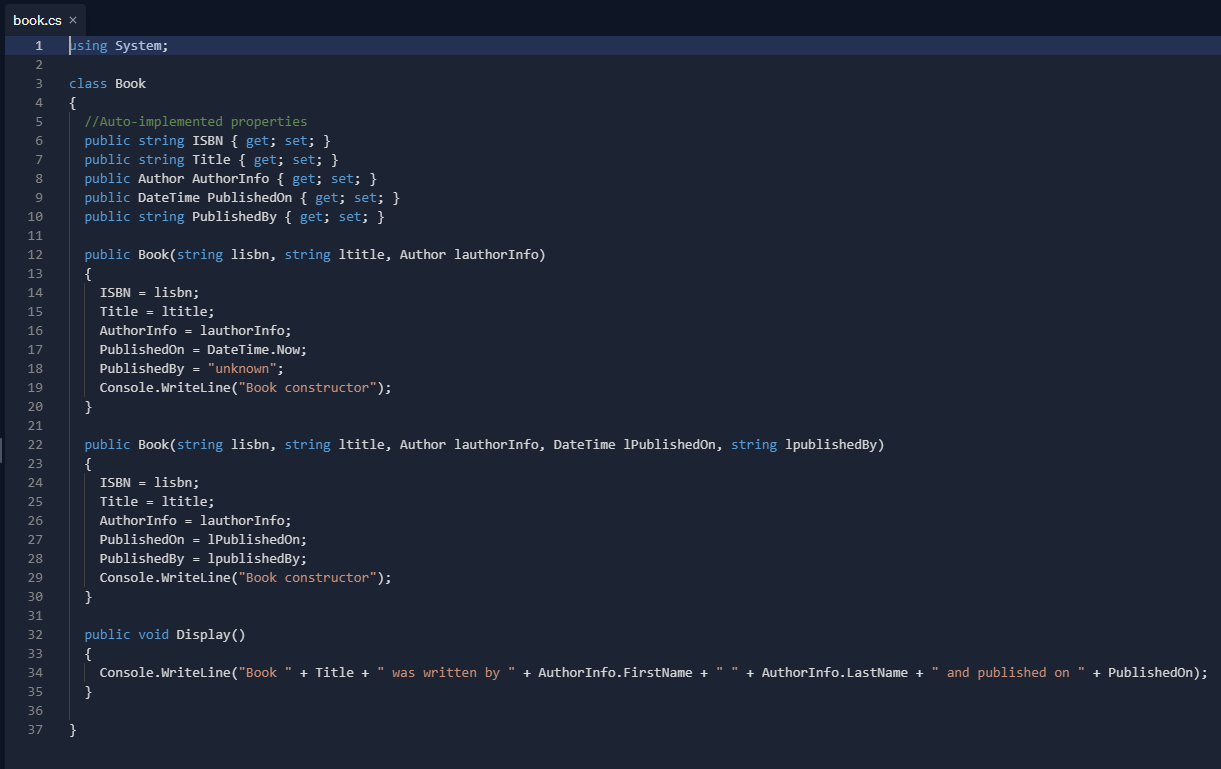 book.cs ×
1 using System;
2
3 class Book
4 {
5 //Auto-implemented properties
6 public string ISBN { get; set; }
7 public string Title { get; set; }
8 public Author AuthorInfo { get; set; }
9 public DateTime PublishedOn { get; set; }
10 public string PublishedBy { get; set; }
11
12 public Book(string lisbn, string ltitle, Author lauthorInfo)
13 {
14 ISBN = lisbn;
15 Title = ltitle;
16 AuthorInfo = lauthorInfo;
17 PublishedOn = DateTime.Now;
18 PublishedBy = "unknown";
19 Console.WriteLine("Book constructor");
20 }
21
22 public Book(string lisbn, string ltitle, Author lauthorInfo, DateTime lPublishedOn, string lpublishedBy)
23 {
24 ISBN = lisbn;
25 Title = ltitle;
26 AuthorInfo = lauthorInfo;
27 PublishedOn = lPublishedOn;
28 PublishedBy = lpublishedBy;
29 Console.WriteLine("Book constructor");
30 }
31
32 public void Display()
33 {
34 Console.WriteLine("Book " + Title + " was written by " + AuthorInfo.FirstName + " " + AuthorInfo.LastName + " and published on " + PublishedOn);
35 }
36
37 }